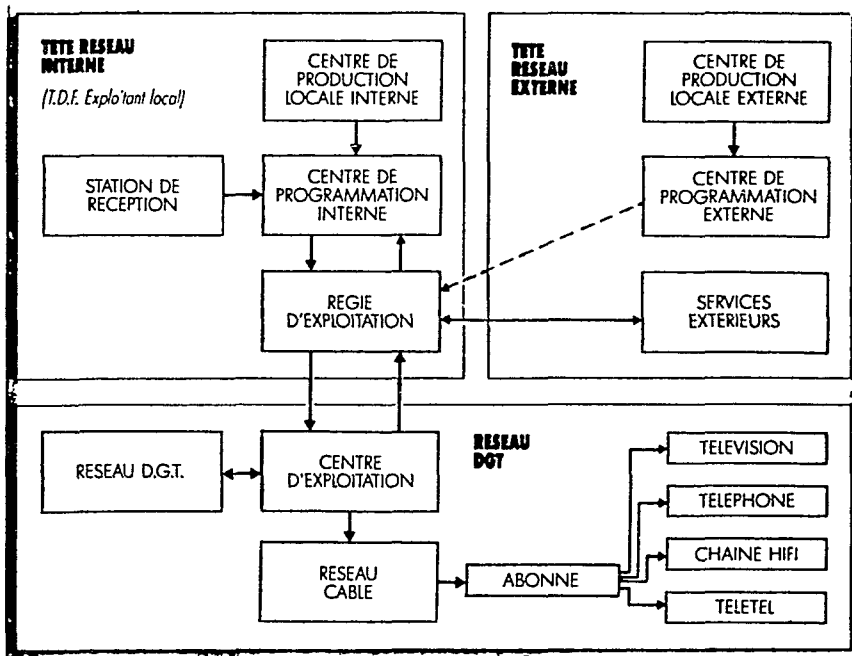 TETE RESEAU
INTERNE
(T.D.F. Exploitant local)
CENTRE DE
PRODUCTION
LOCALE INTERNE
STATION DE
RECEPTION
CENTRE DE
PROGRAMMATION
INTERNE
REGIE
D'EXPLOITATION
TETE
RESEAU
EXTERNE
CENTRE DE
PRODUCTION
LOCALE EXTERNE
CENTRE DE
PROGRAMMATION
EXTERNE
SERVICES
EXTERIEURS
RESEAU D.G.T.
CENTRE
D'EXPLOITATION
RESEAU
CABLE
RESEAU
DGT
ABONNE
TELEVISION
TELEPHONE
CHAINE HIFI
TELETEL